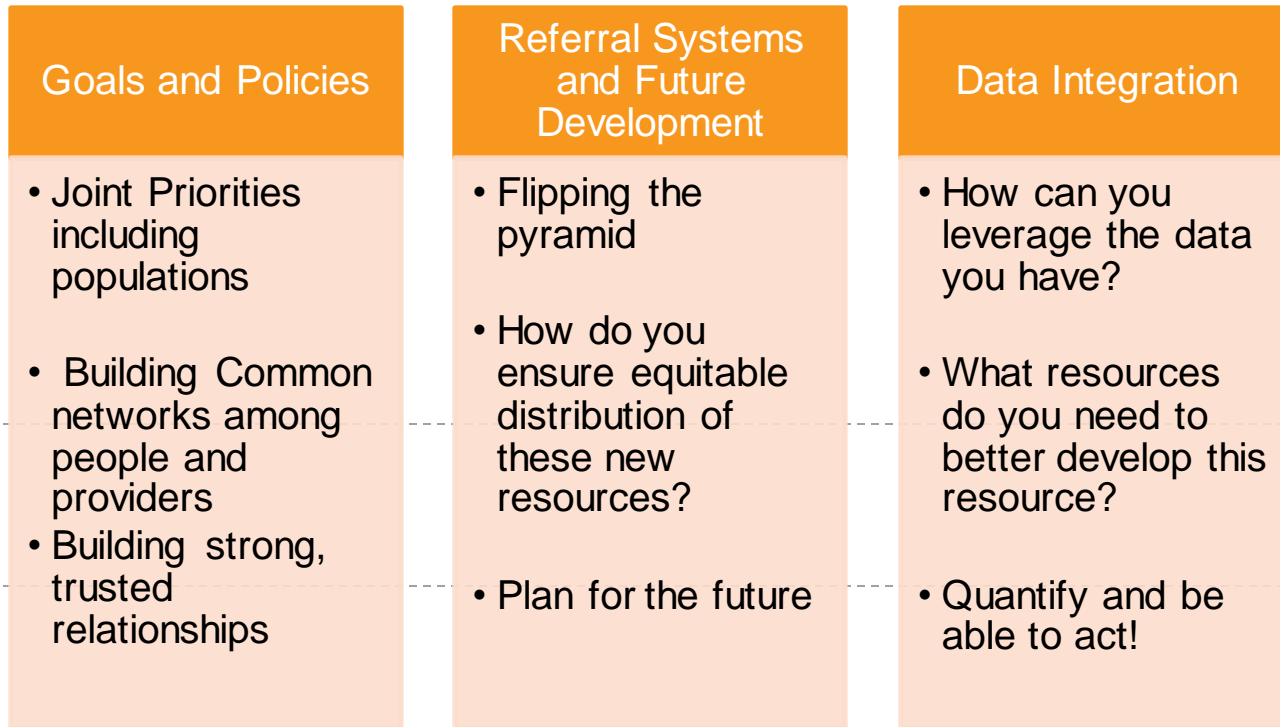 Goals and Policies
• Joint Priorities
including
populations
• Building Common
networks among
people and
providers
• Building strong,
trusted
relationships
Referral Systems
and Future
Development
• Flipping the
pyramid
• How do you
ensure equitable
distribution of
these new
resources?
• Plan for the future
Data Integration
• How can you
leverage the data
you have?
• What resources
do you need to
better develop this
resource?
• Quantify and be
able to act!